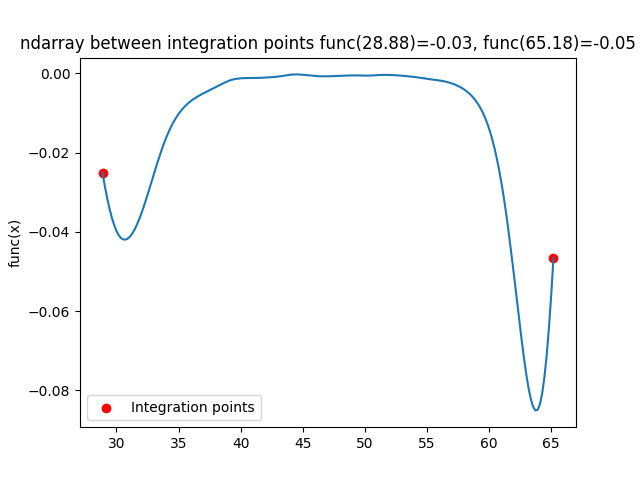 ndarray between integration points func(28.88)=-0.03, func(65.18)=-0.05
0.00
−0.02
−0.04
−0.06
−0.08
func(x)
Integration points
30 35 40 45 50 55 60 65